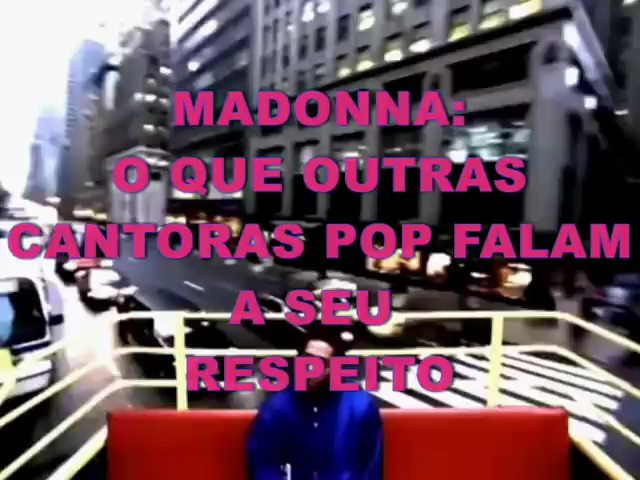 MADONNA:
O QUE OUTRAS
CANTORAS POP FALAM
A SEU
RESPEITO